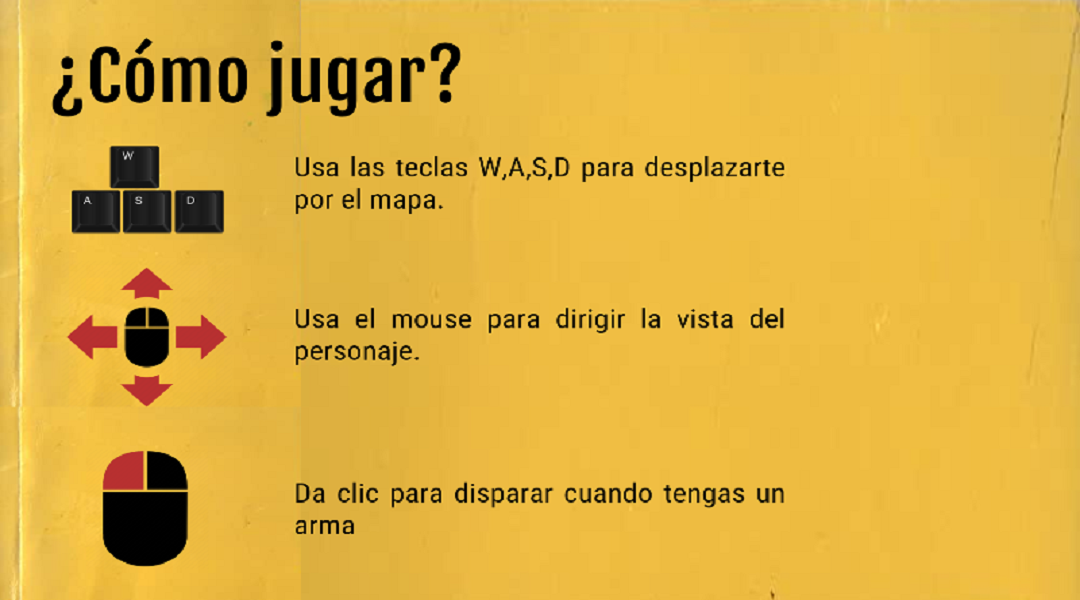 ¿Cómo jugar?
W
A S D
Usa las teclas W,A,S,D para desplazarte
por el mapa.
Usa el mouse para dirigir la vista del
personaje.
Da clic para disparar cuando tengas un
arma